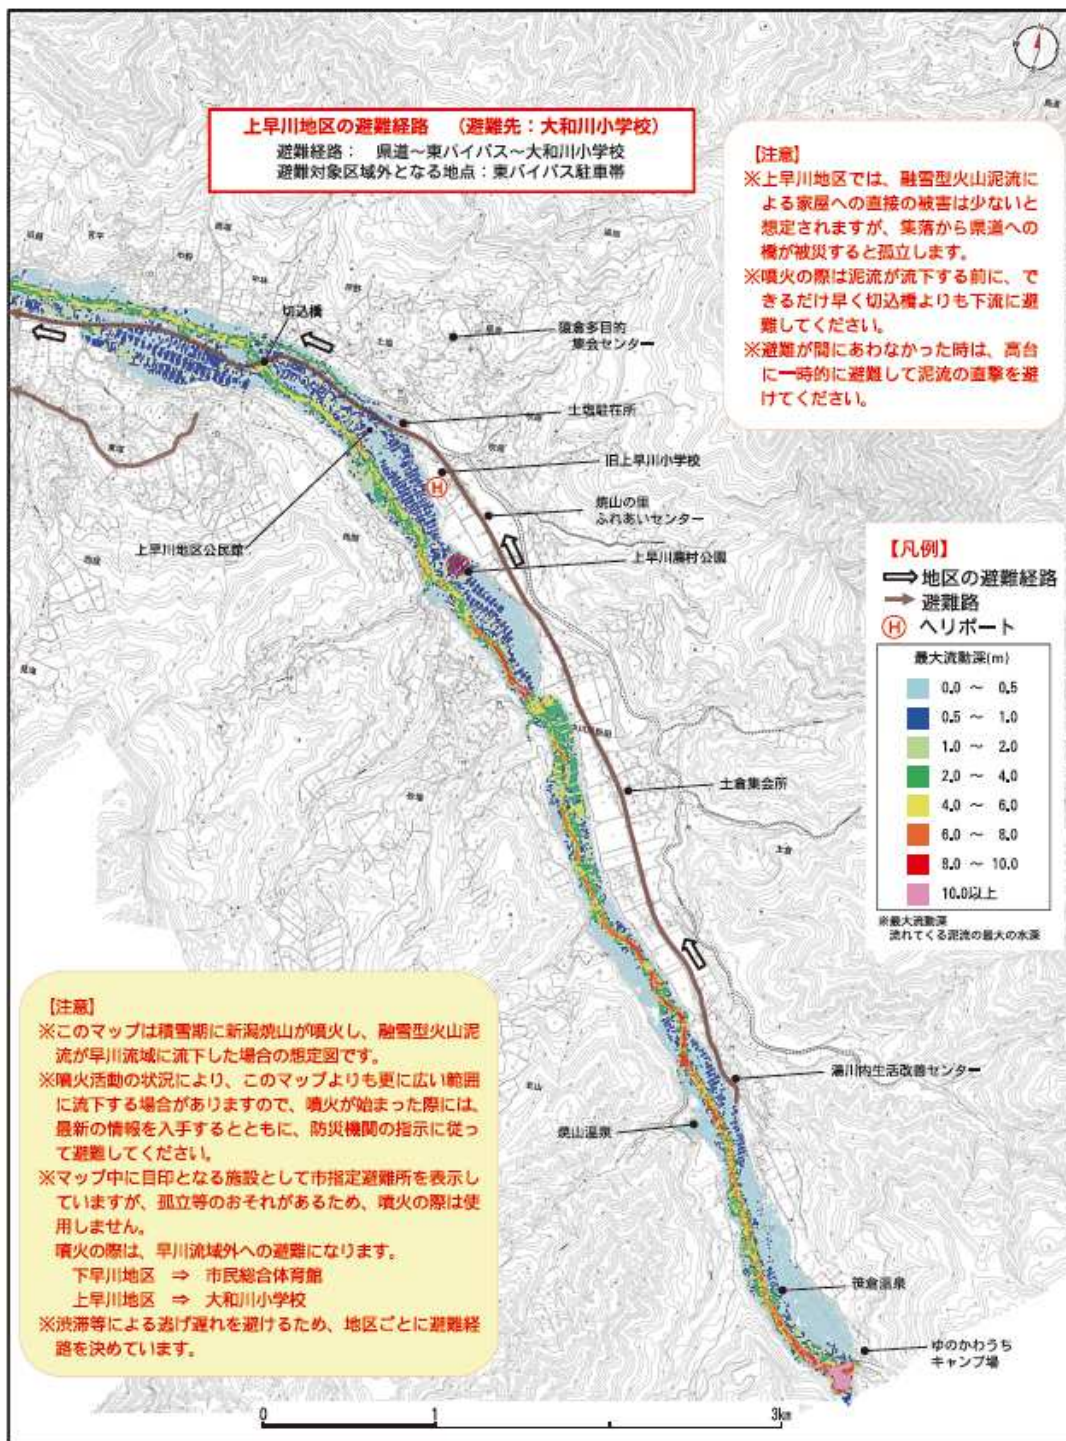 上早川地区の避難経路 (避難先：大和川小学校)
避難経路： 県道～東バイパス～大和川小学校
避難対象区域外となる地点：東バイパス駐車帯
【注意】
※上早川地区では、融雪型火山泥流に
よる家屋への直接の被害は少ないと
想定されますが、集落から県道への
橋が被災すると孤立します。
※噴火の際は泥流が流下する前に、で
きるだけ早く切込橋よりも下流に避
難してください。
※避難が間にあわなかった時は、高台
に一時的に避難して泥流の直撃を避
けてください。
切込橋
猿倉多目的
集会センター
土塩駐在所
旧上早川小学校
H
焼山の里
ふれあいセンター
上早川地区公民館
上早川農村公園
【凡例】
地区の避難経路
避難路
H ヘリポート
最大流動深(m)
0.0 ～ 0.5
0.5 ～ 1.0
1.0 ～ 2.0
2.0 ～ 4.0
4.0 ～ 6.0
6.0 ～ 8.0
8.0 ～ 10.0
10.0以上
※最大流動深
流れてくる泥流の最大の水深
土倉集会所
湯川内生活改善センター
焼山温泉
笹倉温泉
ゆのかわうち
キャンプ場
【注意】
※このマップは積雪期に新潟焼山が噴火し、融雪型火山泥
流が早川流域に流下した場合の想定図です。
※噴火活動の状況により、このマップよりも更に広い範囲
に流下する場合がありますので、噴火が始まった際には、
最新の情報を入手するとともに、防災機関の指示に従っ
て避難してください。
※マップ中に目印となる施設として市指定避難所を表示し
ていますが、孤立等のおそれがあるため、噴火の際は使
用しません。
噴火の際は、早川流域外への避難になります。
下早川地区 ⇒ 市民総合体育館
上早川地区 ⇒ 大和川小学校
※渋滞等による逃げ遅れを避けるため、地区ごとに避難経
路を決めています。
0 1 3km